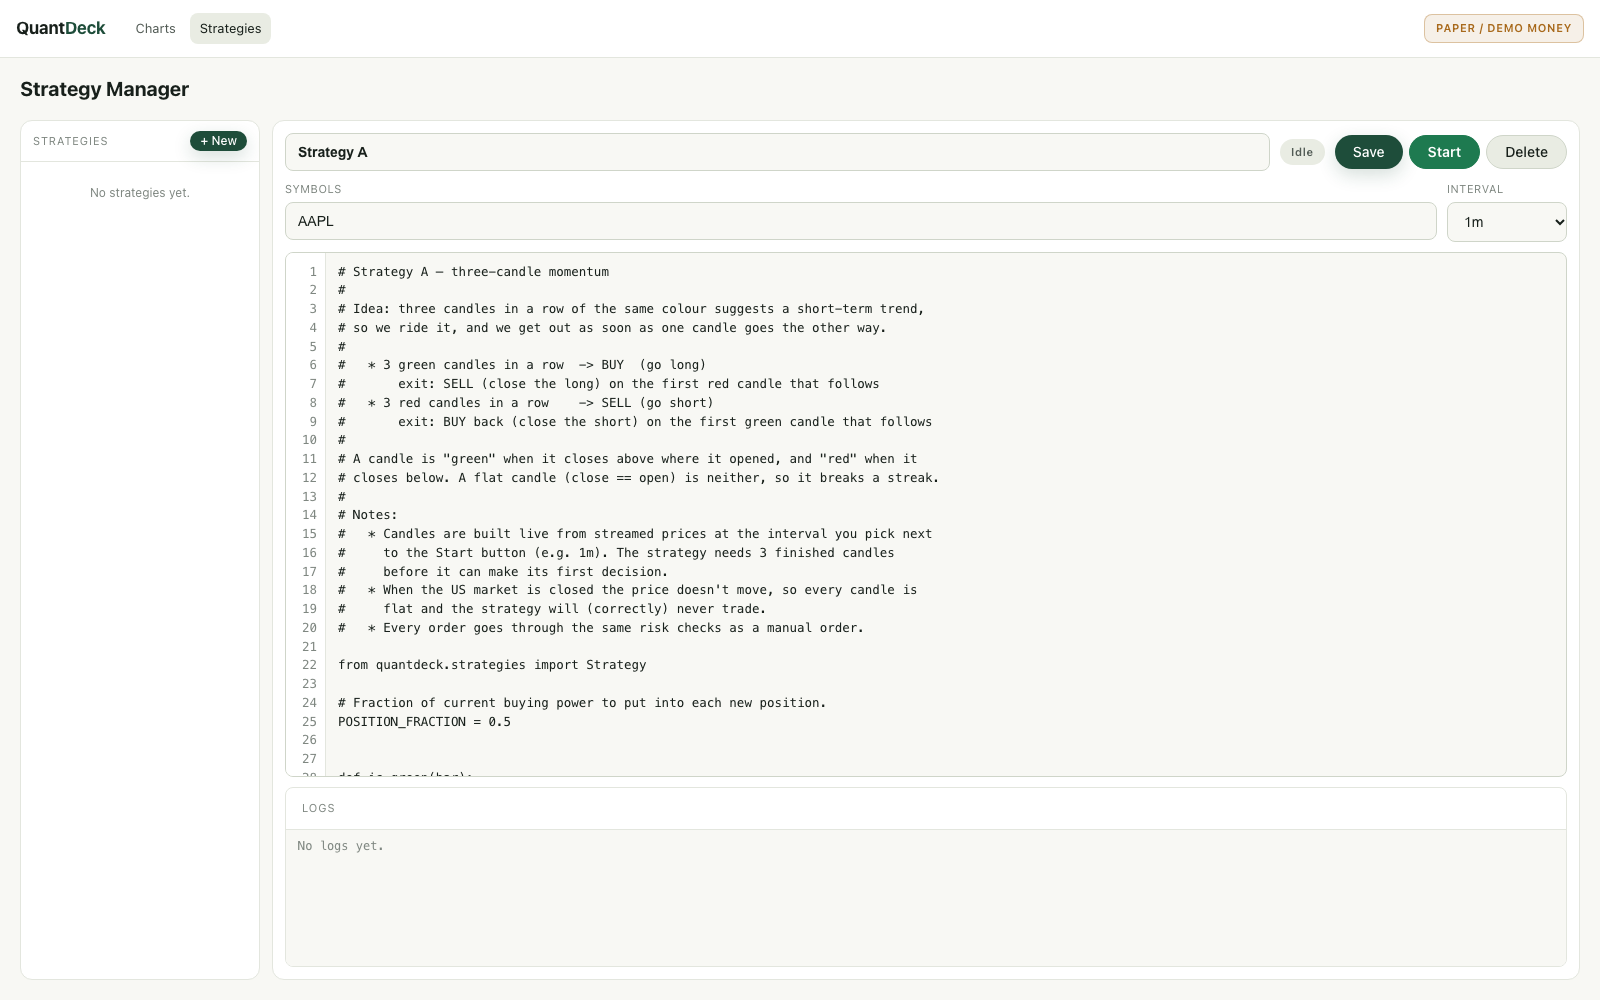 QuantDeck
Charts
Strategies
PAPER / DEMO MONEY
Strategy Manager
STRATEGIES
+ New
No strategies yet.
Strategy A
Idle
Save
Start
Delete
SYMBOLS
INTERVAL
AAPL
1m
1 # Strategy A — three-candle momentum
2 #
3 # Idea: three candles in a row of the same colour suggests a short-term trend,
4 # so we ride it, and we get out as soon as one candle goes the other way.
5 #
6 #   * 3 green candles in a row  -> BUY  (go long)
7 #       exit: SELL (close the long) on the first red candle that follows
8 #   * 3 red candles in a row    -> SELL (go short)
9 #       exit: BUY back (close the short) on the first green candle that follows
10 #
11 # A candle is "green" when it closes above where it opened, and "red" when it
12 # closes below. A flat candle (close == open) is neither, so it breaks a streak.
13 #
14 # Notes:
15 #   * Candles are built live from streamed prices at the interval you pick next
16 #     to the Start button (e.g. 1m). The strategy needs 3 finished candles
17 #     before it can make its first decision.
18 #   * When the US market is closed the price doesn't move, so every candle is
19 #     flat and the strategy will (correctly) never trade.
20 #   * Every order goes through the same risk checks as a manual order.
21
22 from quantdeck.strategies import Strategy
23
24 # Fraction of current buying power to put into each new position.
25 POSITION_FRACTION = 0.5
26
27
28 def is_green(bar):
LOGS
No logs yet.